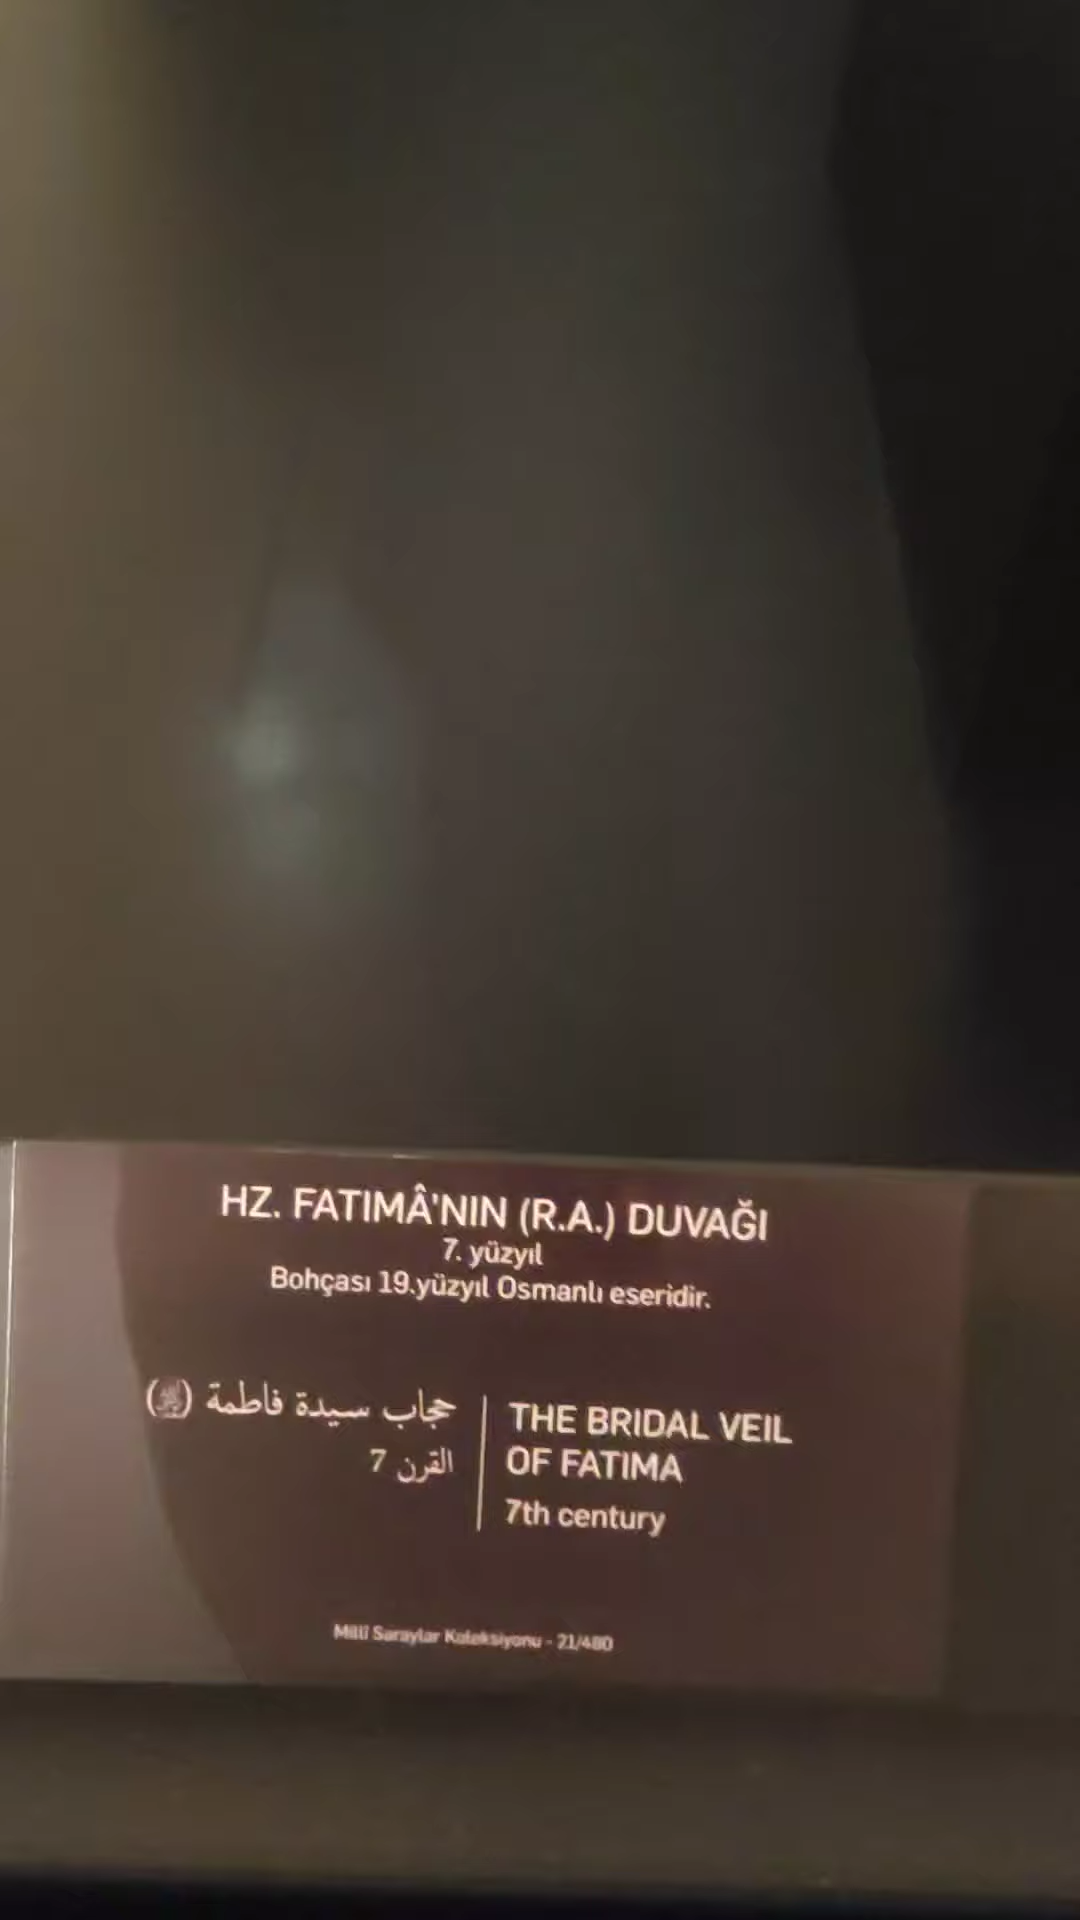 HZ. FATIMÂ'NIN (R.A.) DUVAĞI
7. yüzyıl
Bohçası 19.yüzyıl Osmanlı eseridir.
حجاب سيدة فاطمة
القرن 7
THE BRIDAL VEIL
OF FATIMA
7th century
Millî Saraylar Koleksiyonu - 21/480